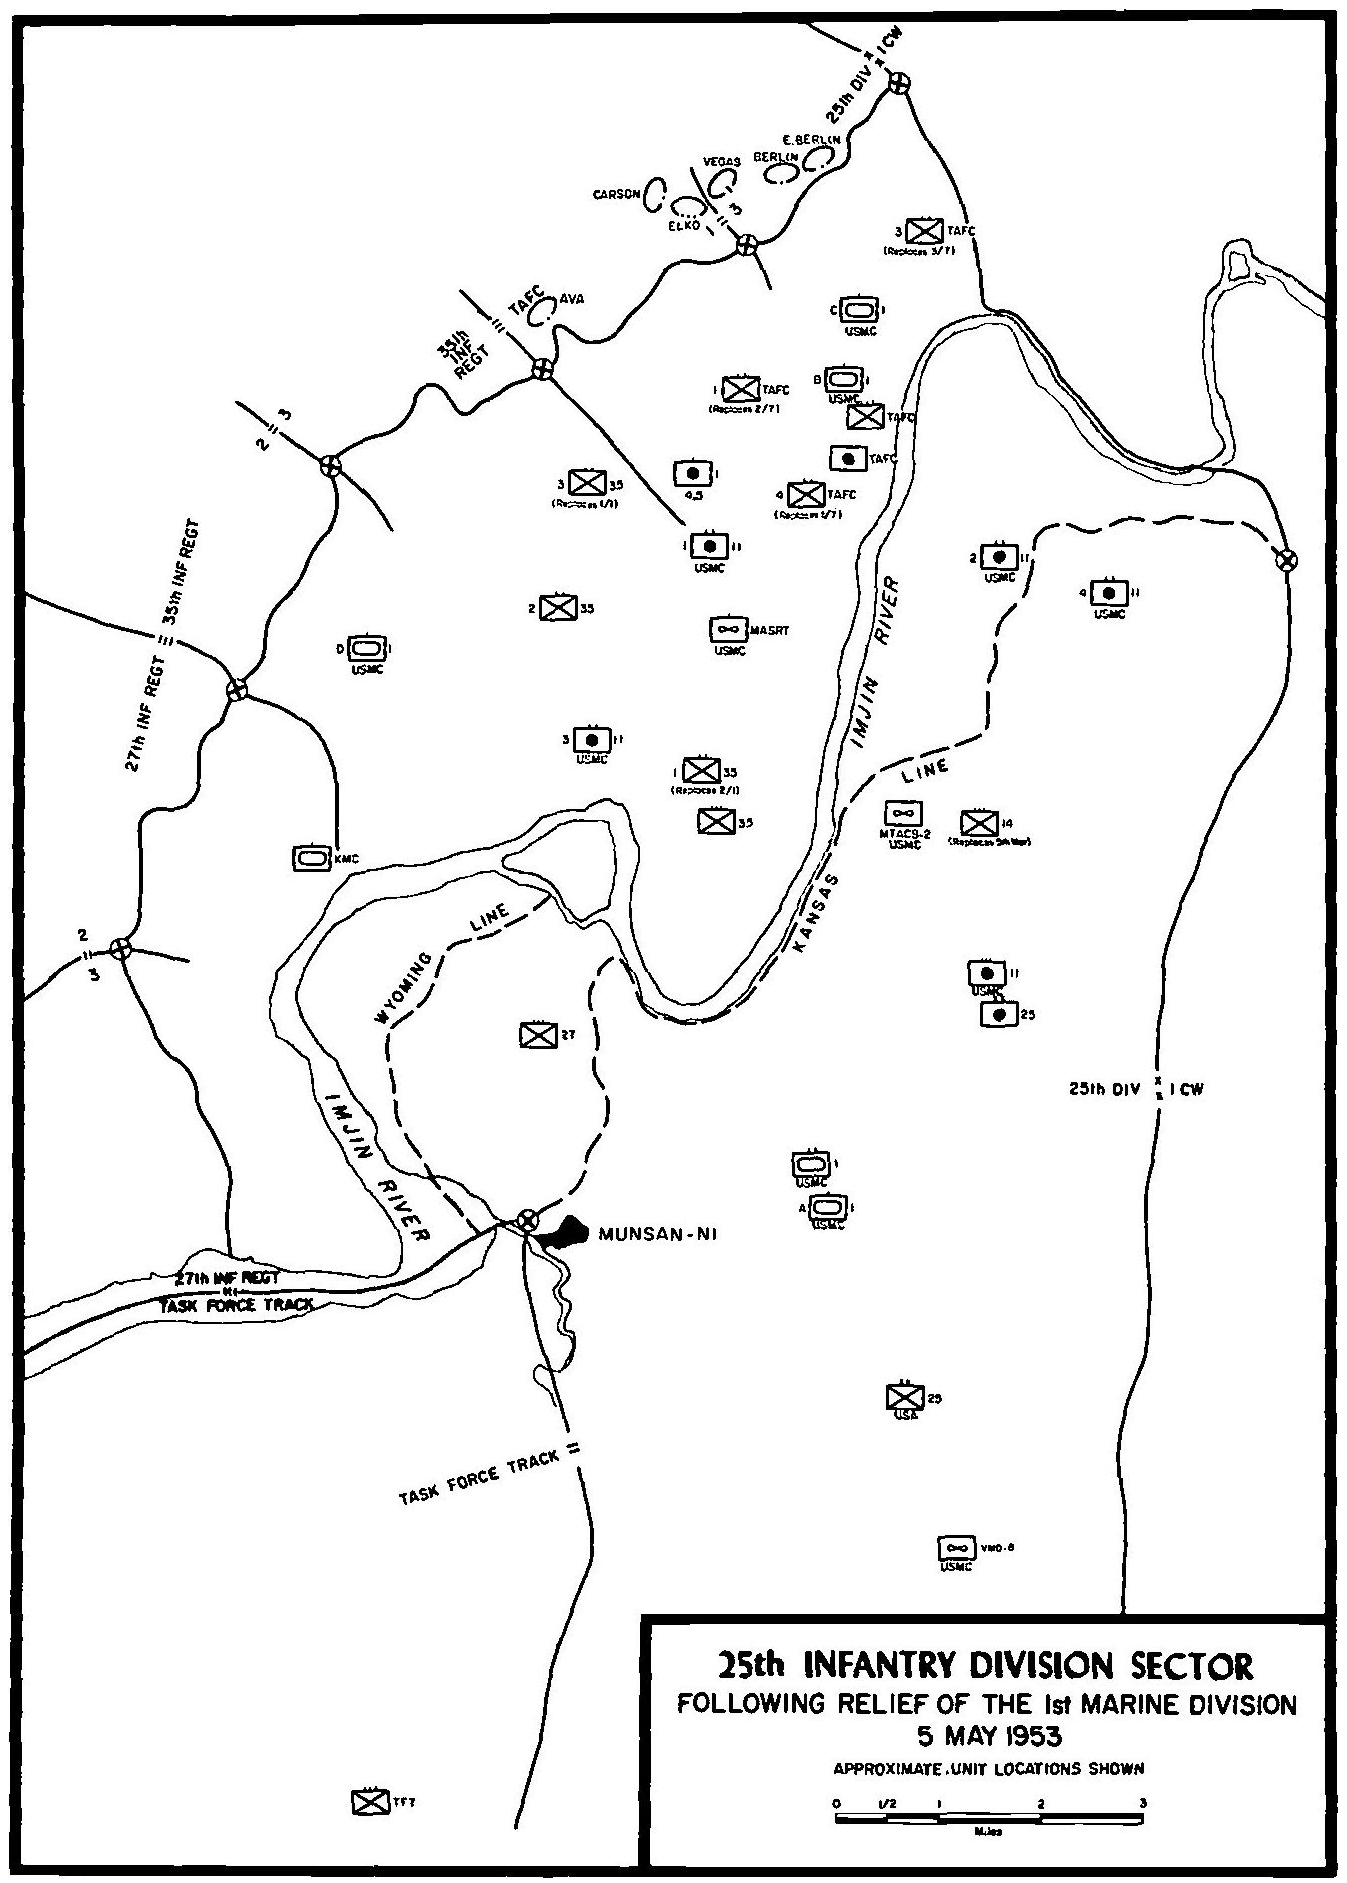 25th DIV
1 CW
E. BERLIN
BERLIN
VEGAS
CARSON
ELKO
1
3
3 TAFC
(Replaces 3/7)
TAFC
AVA
35th
INF
REGT
C 1
USMC
B 1
USMC
1 TAFC
(Replaces 2/7)
TAFC
TAFC
2
3
3 35
(Replaces 1/1)
1
4.5
4 TAFC
(Replaces 1/7)
1 11
USMC
2 11
USMC
4 11
USMC
27th INF REGT
35th INF REGT
2 35
D 1
USMC
MASRT
USMC
IMJIN RIVER
3 11
USMC
1 35
(Replaces 2/1)
35
KANSAS LINE
MTACS-2
USMC
14
(Replaces 5th Mar)
KMC
2
3
WYOMING LINE
27
11
USMC
25
25th DIV
1 CW
IMJIN RIVER
1
USMC
A 1
USMC
MUNSAN-NI
27th INF REGT
TASK FORCE TRACK
25
USA
TASK FORCE TRACK
VMO-6
USMC
TFT
25th INFANTRY DIVISION SECTOR
FOLLOWING RELIEF OF THE 1st MARINE DIVISION
5 MAY 1953
APPROXIMATE UNIT LOCATIONS SHOWN
0 1/2 1 2 3
Miles